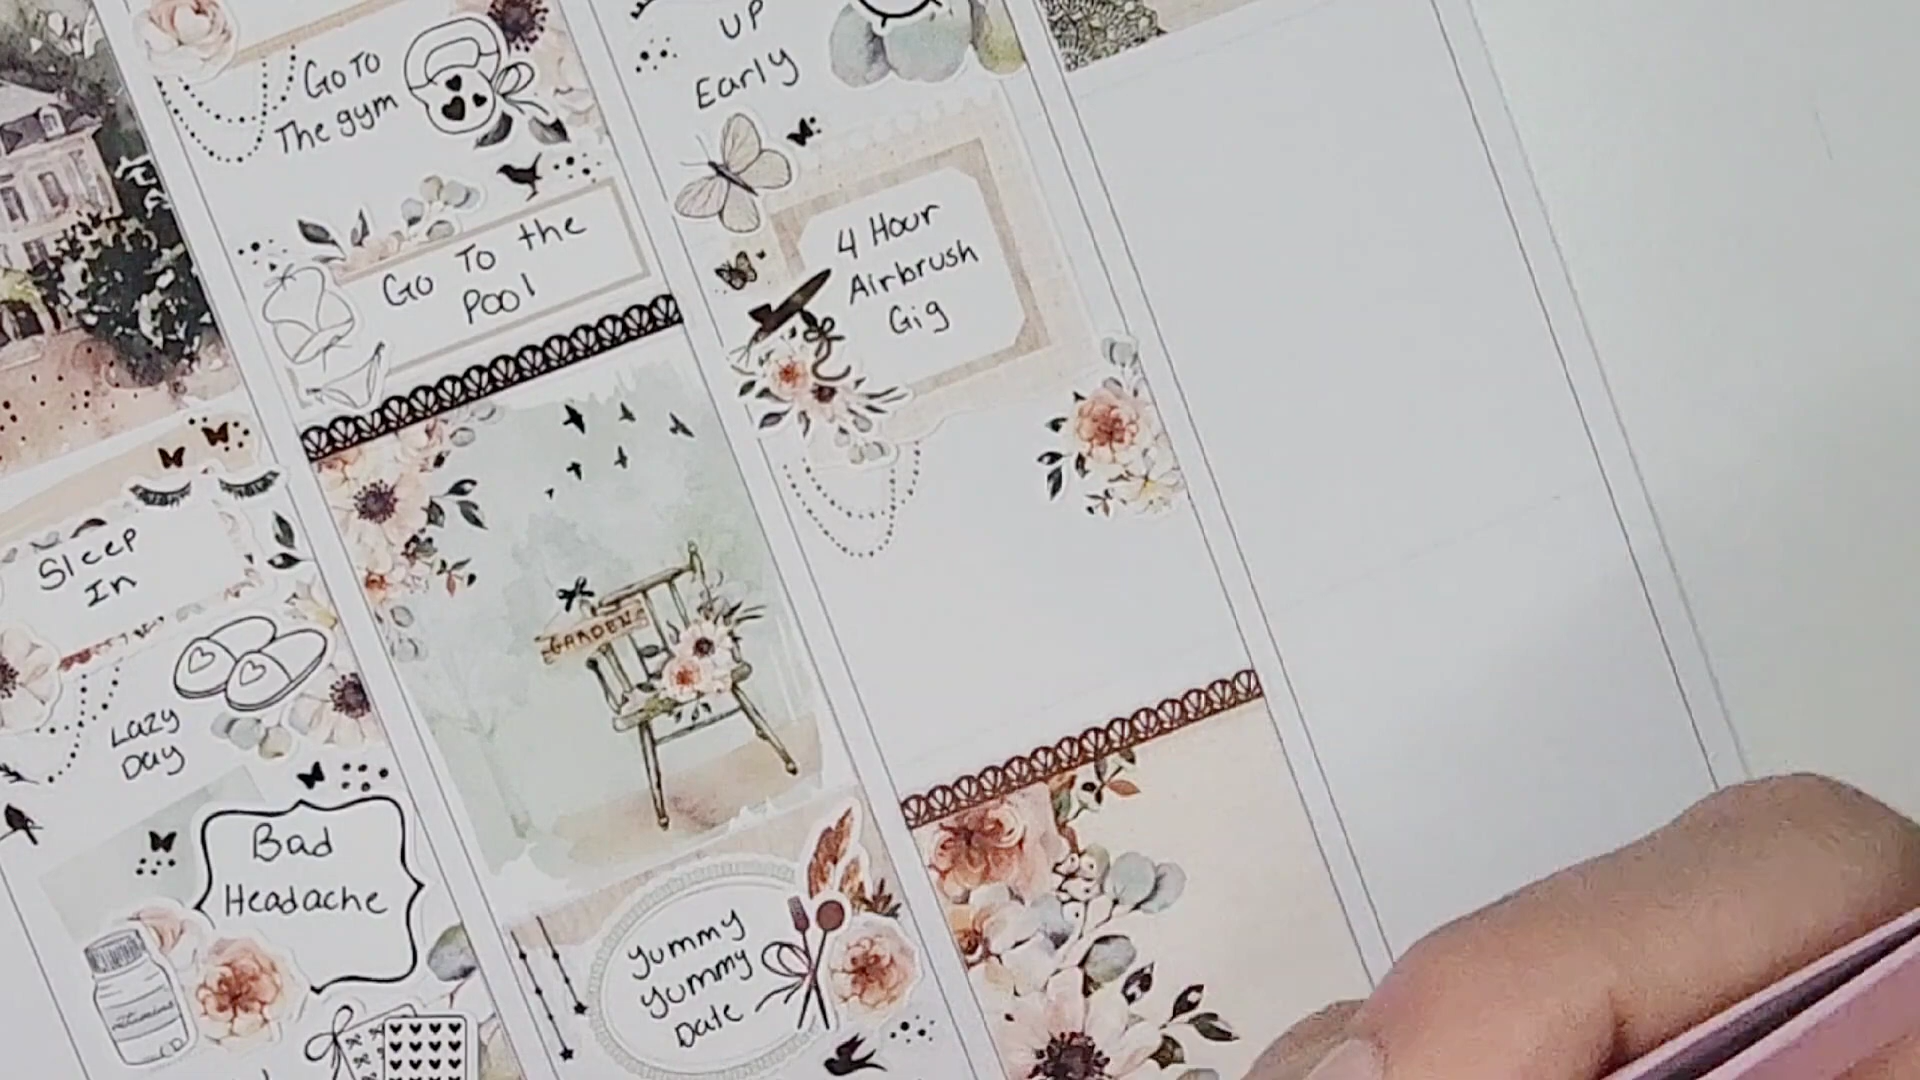 Go To
The gym
Go To the
Pool
Sleep
In
Lazy
Day
Bad
Headache
GARDEN
Yummy
Yummy
Date
UP
Early
4 Hour
Airbrush
Gig